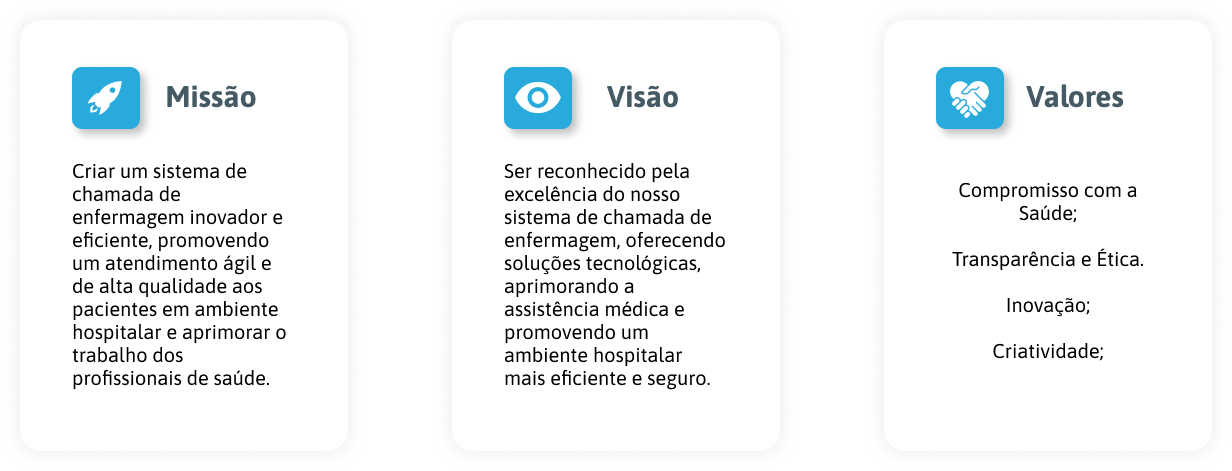 Missão
Criar um sistema de
chamada de
enfermagem inovador e
eficiente, promovendo
um atendimento ágil e
de alta qualidade aos
pacientes em ambiente
hospitalar e aprimorar o
trabalho dos
profissionais de saúde.
Visão
Ser reconhecido pela
excelência do nosso
sistema de chamada de
enfermagem, oferecendo
soluções tecnológicas,
aprimorando a
assistência médica e
promovendo um
ambiente hospitalar
mais eficiente e seguro.
Valores
Compromisso com a
Saúde;
Transparência e Ética.
Inovação;
Criatividade;